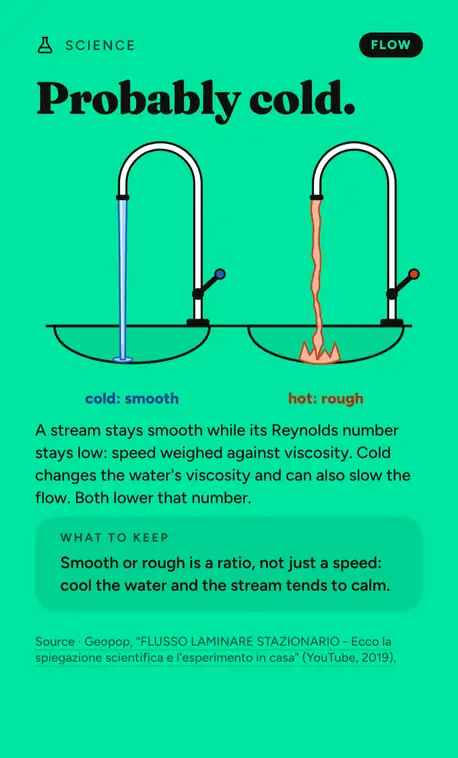 SCIENCE
FLOW
Probably cold.
cold: smooth
hot: rough
A stream stays smooth while its Reynolds number
stays low: speed weighed against viscosity. Cold
changes the water's viscosity and can also slow the
flow. Both lower that number.
WHAT TO KEEP
Smooth or rough is a ratio, not just a speed:
cool the water and the stream tends to calm.
Source · Geopop, “FLUSSO LAMINARE STAZIONARIO - Ecco la
spiegazione scientifica e l'esperimento in casa” (YouTube, 2019).